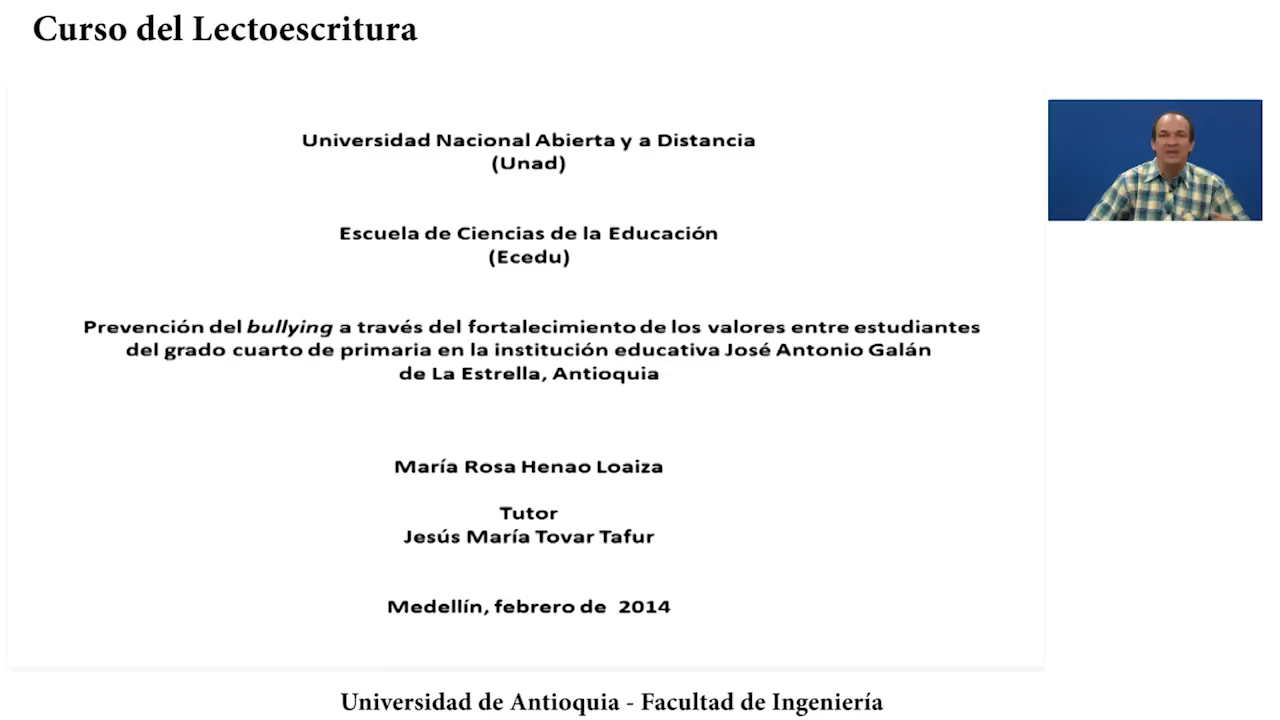 Curso del Lectoescritura
Universidad Nacional Abierta y a Distancia
(Unad)
Escuela de Ciencias de la Educación
(Ecedu)
Prevención del bullying a través del fortalecimiento de los valores entre estudiantes
del grado cuarto de primaria en la institución educativa José Antonio Galán
de La Estrella, Antioquia
María Rosa Henao Loaiza
Tutor
Jesús María Tovar Tafur
Medellín, febrero de 2014
Universidad de Antioquia - Facultad de Ingeniería